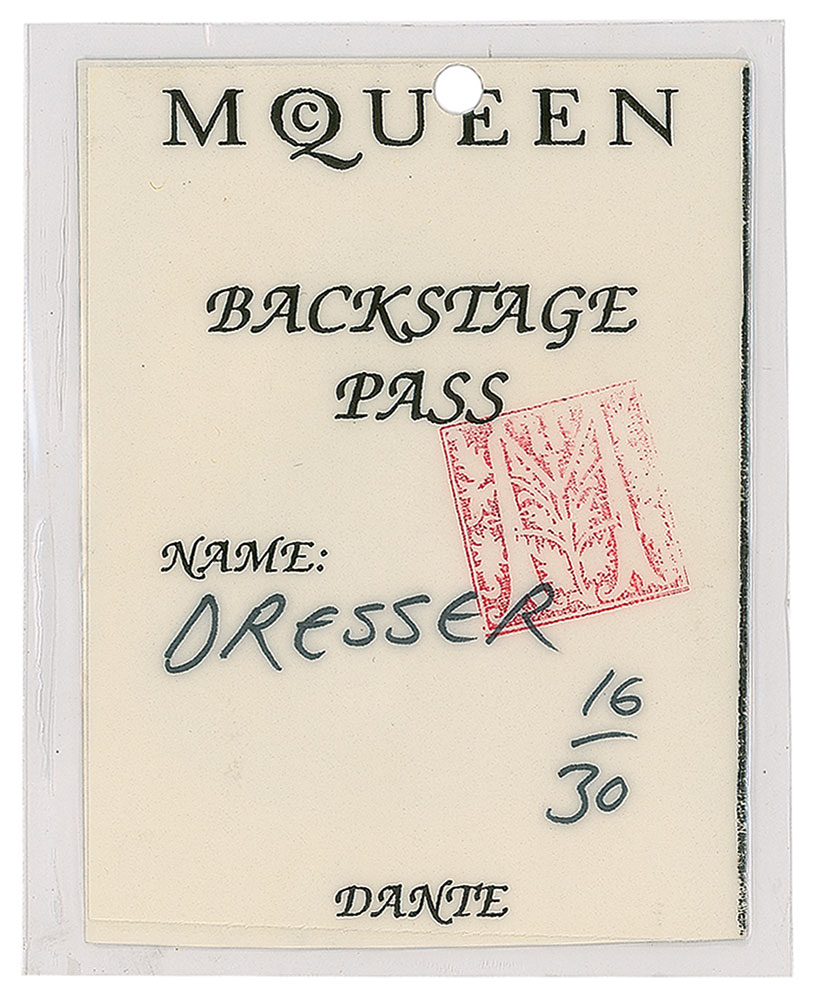 MCQUEEN
BACKSTAGE
PASS
M
NAME:
DRESSER
16
30
DANTE